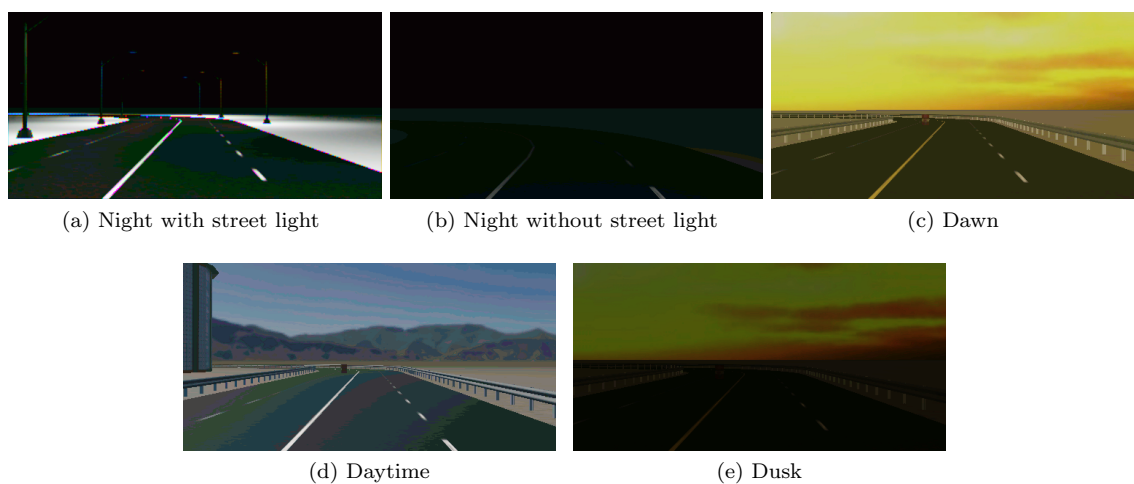 (a) Night with street light
(b) Night without street light
(c) Dawn
(d) Daytime
(e) Dusk